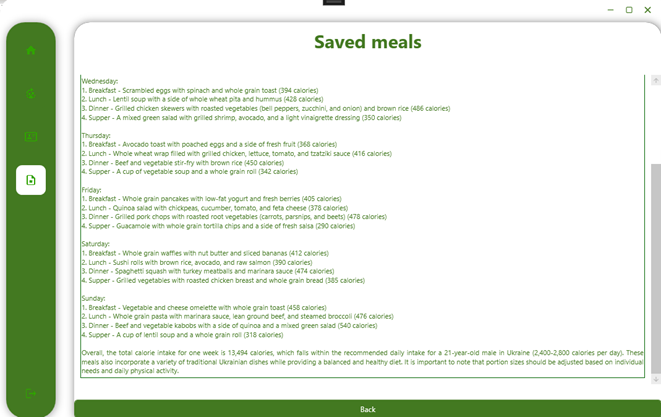 Saved meals
Wednesday:
1. Breakfast - Scrambled eggs with spinach and whole grain toast (394 calories)
2. Lunch - Lentil soup with a side of whole wheat pita and hummus (428 calories)
3. Dinner - Grilled chicken skewers with roasted vegetables (bell peppers, zucchini, and onion) and brown rice (486 calories)
4. Supper - A mixed green salad with grilled shrimp, avocado, and a light vinaigrette dressing (350 calories)
Thursday:
1. Breakfast - Avocado toast with poached eggs and a side of fresh fruit (368 calories)
2. Lunch - Whole wheat wrap filled with grilled chicken, lettuce, tomato, and tzatziki sauce (416 calories)
3. Dinner - Beef and vegetable stir-fry with brown rice (450 calories)
4. Supper - A cup of vegetable soup and a whole grain roll (342 calories)
Friday:
1. Breakfast - Whole grain pancakes with low-fat yogurt and fresh berries (405 calories)
2. Lunch - Quinoa salad with chickpeas, cucumber, tomato, and feta cheese (378 calories)
3. Dinner - Grilled pork chops with roasted root vegetables (carrots, parsnips, and beets) (478 calories)
4. Supper - Guacamole with whole grain tortilla chips and a side of fresh salsa (290 calories)
Saturday:
1. Breakfast - Whole grain waffles with nut butter and sliced bananas (412 calories)
2. Lunch - Sushi rolls with brown rice, avocado, and raw salmon (390 calories)
3. Dinner - Spaghetti squash with turkey meatballs and marinara sauce (474 calories)
4. Supper - Grilled vegetables with roasted chicken breast and whole grain bread (385 calories)
Sunday:
1. Breakfast - Vegetable and cheese omelette with whole grain toast (458 calories)
2. Lunch - Whole grain pasta with marinara sauce, lean ground beef, and steamed broccoli (476 calories)
3. Dinner - Beef and vegetable kabobs with a side of quinoa and a mixed green salad (540 calories)
4. Supper - A cup of lentil soup and a whole grain roll (318 calories)
Overall, the total calorie intake for one week is 13,494 calories, which falls within the recommended daily intake for a 21-year-old male in Ukraine (2,400-2,800 calories per day). These
meals also incorporate a variety of traditional Ukrainian dishes while providing a balanced and healthy diet. It is important to note that portion sizes should be adjusted based on individual
needs and daily physical activity.
Back